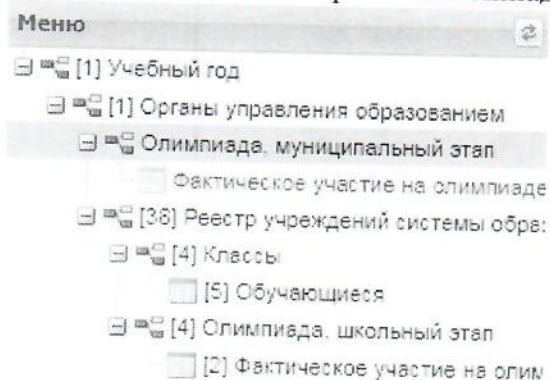 Меню
[1] Учебный год
[1] Органы управления образованием
Олимпиада, муниципальный этап
Фактическое участие на олимпиаде
[38] Реестр учреждений системы обра:
[4] Классы
[5] Обучающиеся
[4] Олимпиада, школьный этап
[2] Фактическое участие на олим